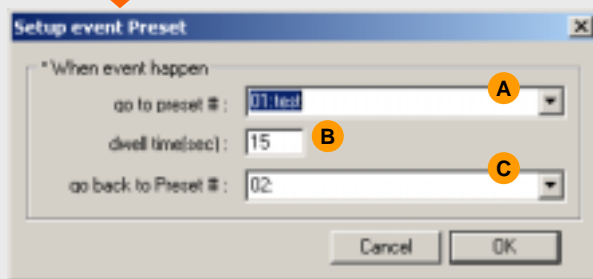 Setup event Preset
* When event happen
go to preset # : 01:test A
dwell time(sec) : 15 B
go back to Preset # : 02: C
Cancel OK